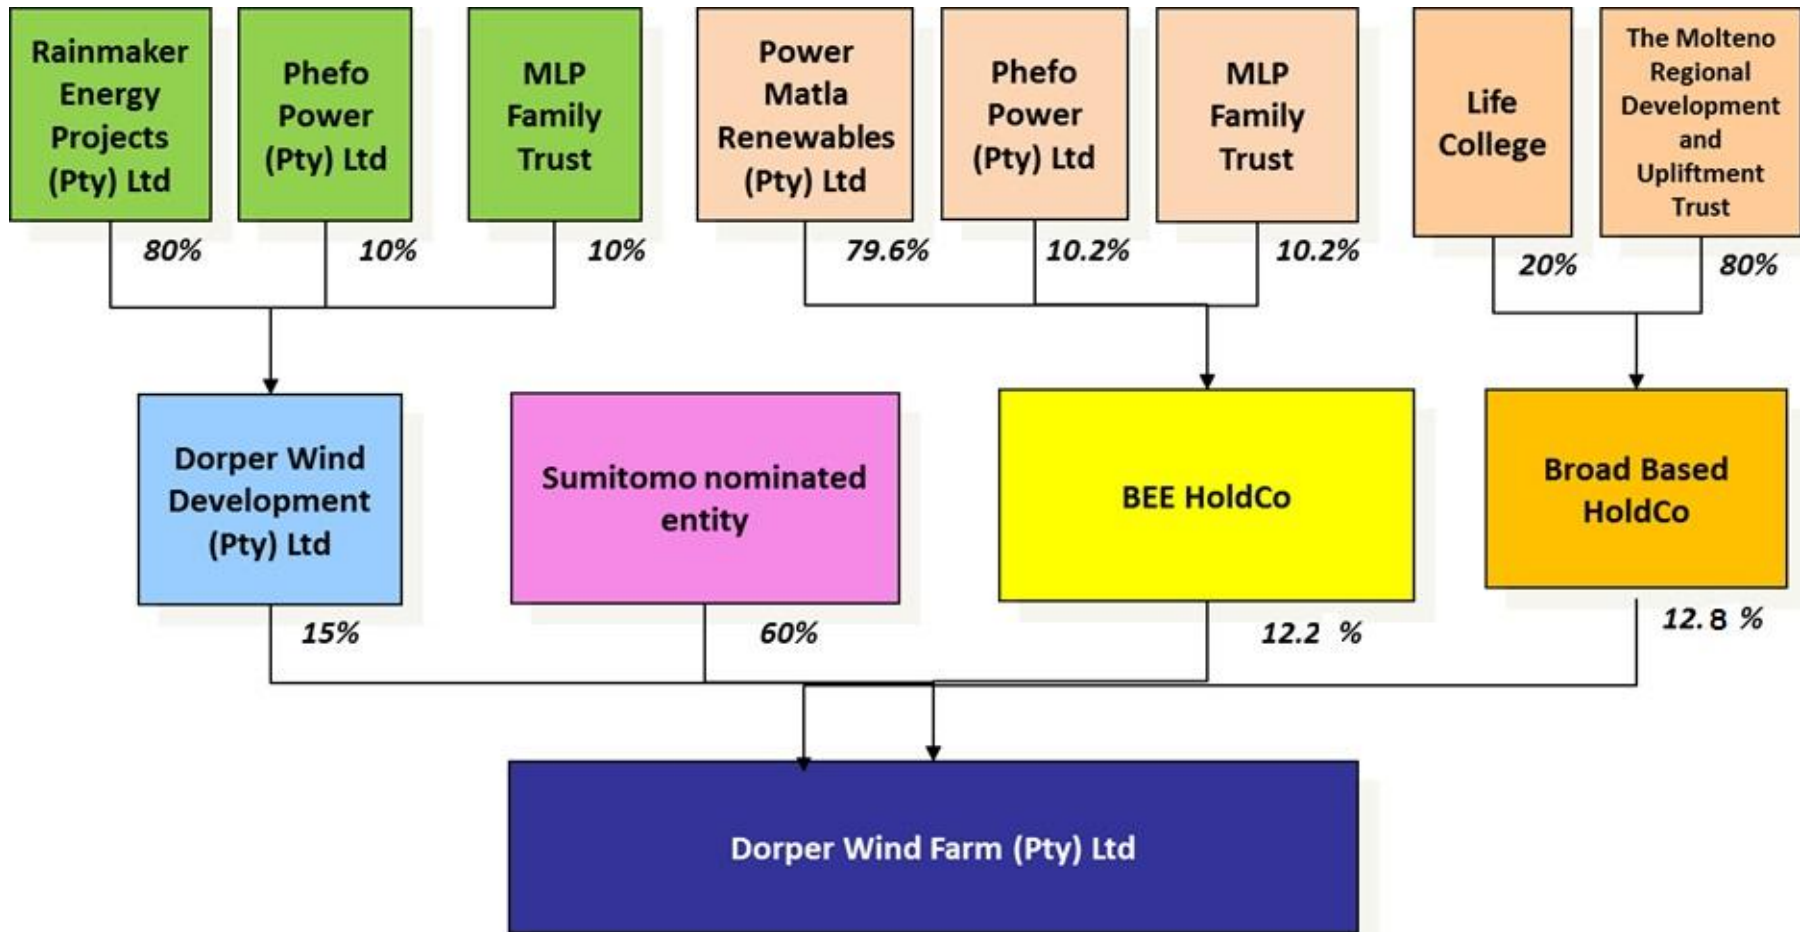 Rainmaker
Energy
Projects
(Pty) Ltd
80%
Phefo
Power
(Pty) Ltd
10%
MLP
Family
Trust
10%
Power
Matla
Renewables
(Pty) Ltd
79.6%
Phefo
Power
(Pty) Ltd
10.2%
MLP
Family
Trust
10.2%
Life
College
20%
The Molteno
Regional
Development
and
Upliftment
Trust
80%
Dorper Wind
Development
(Pty) Ltd
15%
Sumitomo nominated
entity
60%
BEE HoldCo
12.2 %
Broad Based
HoldCo
12.8 %
Dorper Wind Farm (Pty) Ltd